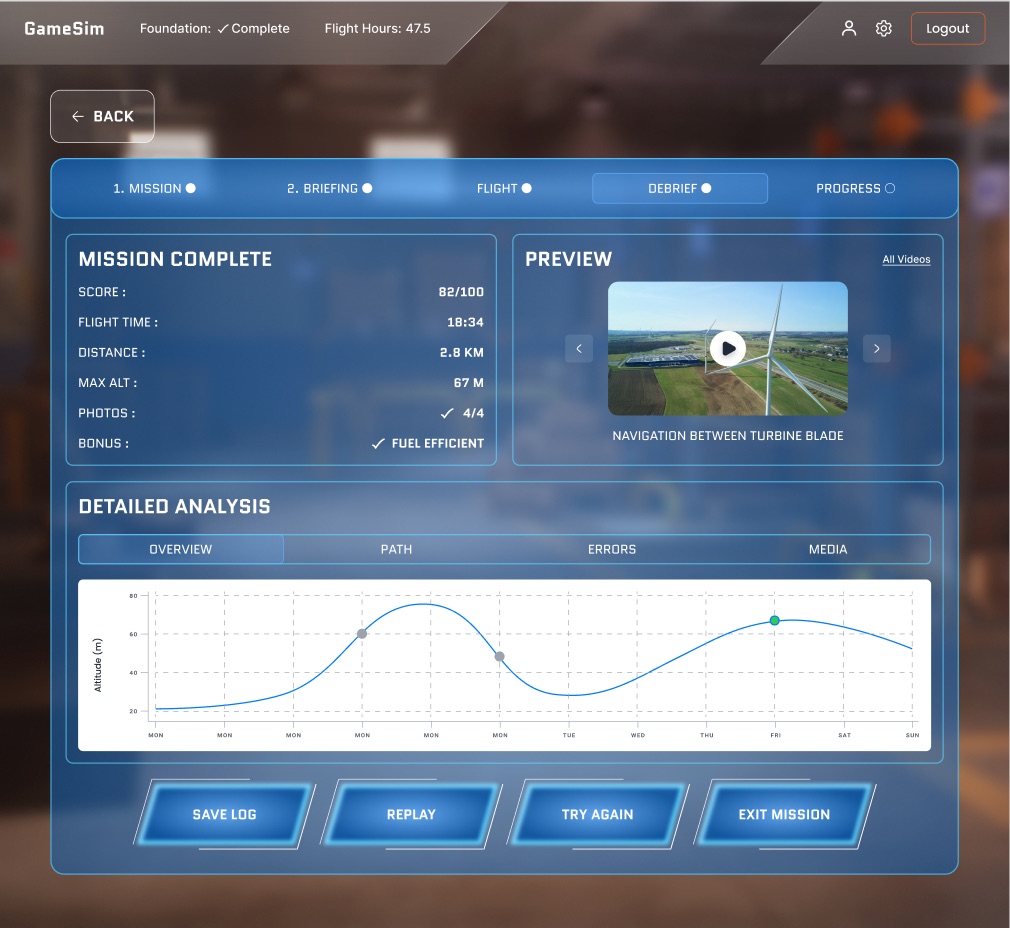 GameSim
Foundation: ✓ Complete
Flight Hours: 47.5
Logout
← BACK
1. MISSION
2. BRIEFING
FLIGHT
DEBRIEF
PROGRESS
MISSION COMPLETE
SCORE : 82/100
FLIGHT TIME : 18:34
DISTANCE : 2.8 KM
MAX ALT : 67 M
PHOTOS : ✓ 4/4
BONUS : ✓ FUEL EFFICIENT
PREVIEW
All Videos
NAVIGATION BETWEEN TURBINE BLADE
DETAILED ANALYSIS
OVERVIEW
PATH
ERRORS
MEDIA
Altitude (m)
80
60
40
20
MON MON MON MON MON MON TUE WED THU FRI SAT SUN
SAVE LOG
REPLAY
TRY AGAIN
EXIT MISSION